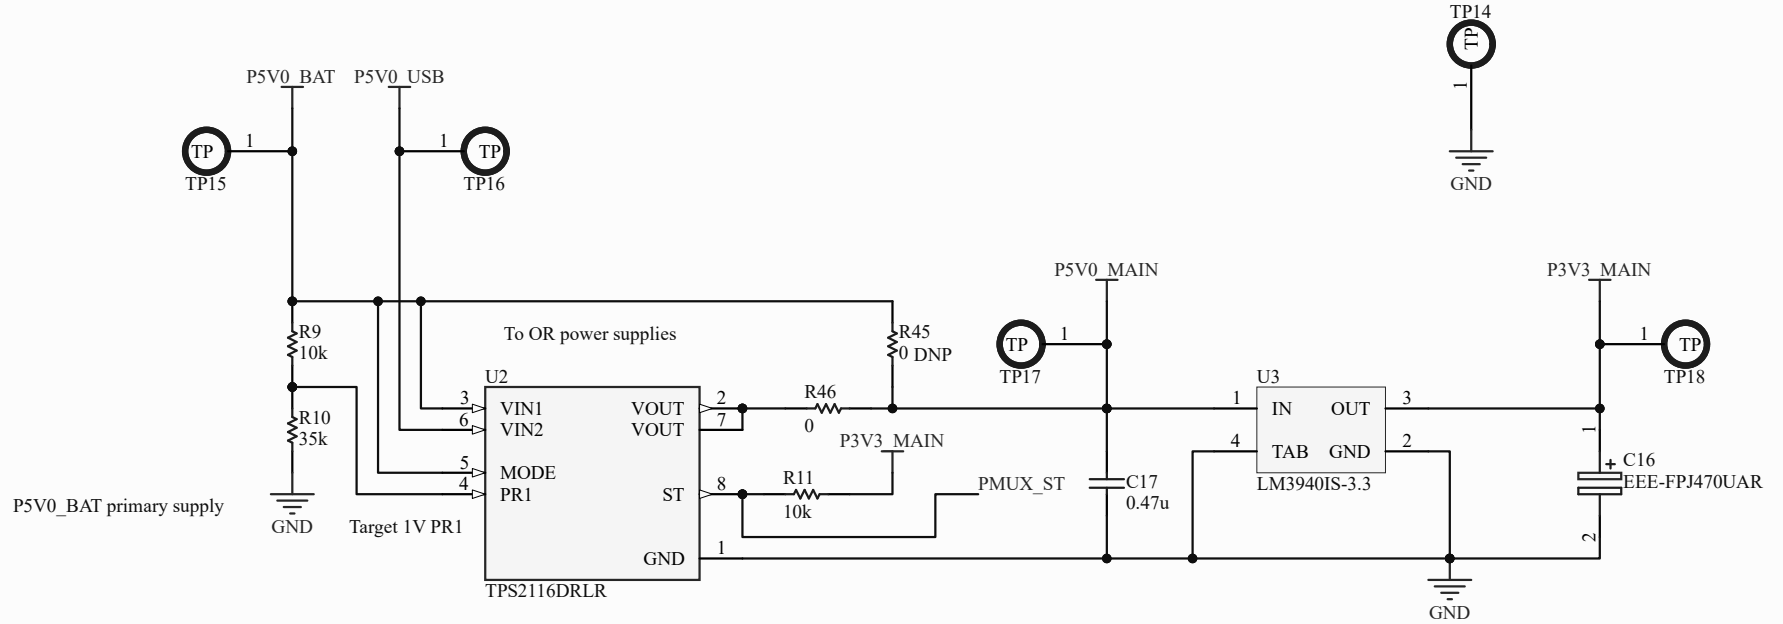 TP14
TP
1
GND
P5V0_BAT
P5V0_USB
TP
1
TP15
1
TP
TP16
R9
10k
R10
35k
GND
P5V0_BAT primary supply
Target 1V PR1
To OR power supplies
U2
3
VIN1
6
VIN2
5
MODE
4
PR1
VOUT
2
VOUT
7
ST
8
GND
1
TPS2116DRLR
R45
0 DNP
R46
0
P3V3_MAIN
R11
10k
PMUX_ST
P5V0_MAIN
TP
1
TP17
C17
0.47u
U3
1
IN
OUT
3
4
TAB
GND
2
LM3940IS-3.3
P3V3_MAIN
1
TP
TP18
1
+
C16
EEE-FPJ470UAR
2
GND